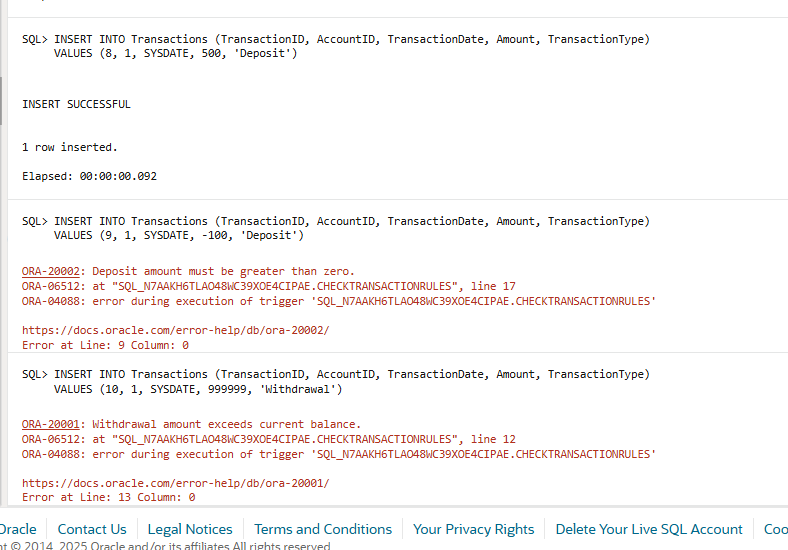 SQL> INSERT INTO Transactions (TransactionID, AccountID, TransactionDate, Amount, TransactionType)
VALUES (8, 1, SYSDATE, 500, 'Deposit')
INSERT SUCCESSFUL
1 row inserted.
Elapsed: 00:00:00.092
SQL> INSERT INTO Transactions (TransactionID, AccountID, TransactionDate, Amount, TransactionType)
VALUES (9, 1, SYSDATE, -100, 'Deposit')
ORA-20002: Deposit amount must be greater than zero.
ORA-06512: at "SQL_N7AAKH6TLAO48WC39XOE4CIPAE.CHECKTRANSACTIONRULES", line 17
ORA-04088: error during execution of trigger 'SQL_N7AAKH6TLAO48WC39XOE4CIPAE.CHECKTRANSACTIONRULES'
https://docs.oracle.com/error-help/db/ora-20002/
Error at Line: 9 Column: 0
SQL> INSERT INTO Transactions (TransactionID, AccountID, TransactionDate, Amount, TransactionType)
VALUES (10, 1, SYSDATE, 999999, 'Withdrawal')
ORA-20001: Withdrawal amount exceeds current balance.
ORA-06512: at "SQL_N7AAKH6TLAO48WC39XOE4CIPAE.CHECKTRANSACTIONRULES", line 12
ORA-04088: error during execution of trigger 'SQL_N7AAKH6TLAO48WC39XOE4CIPAE.CHECKTRANSACTIONRULES'
https://docs.oracle.com/error-help/db/ora-20001/
Error at Line: 13 Column: 0
Oracle Contact Us Legal Notices Terms and Conditions Your Privacy Rights Delete Your Live SQL Account Coo
nt © 2014, 2025 Oracle and/or its affiliates All rights reserved.